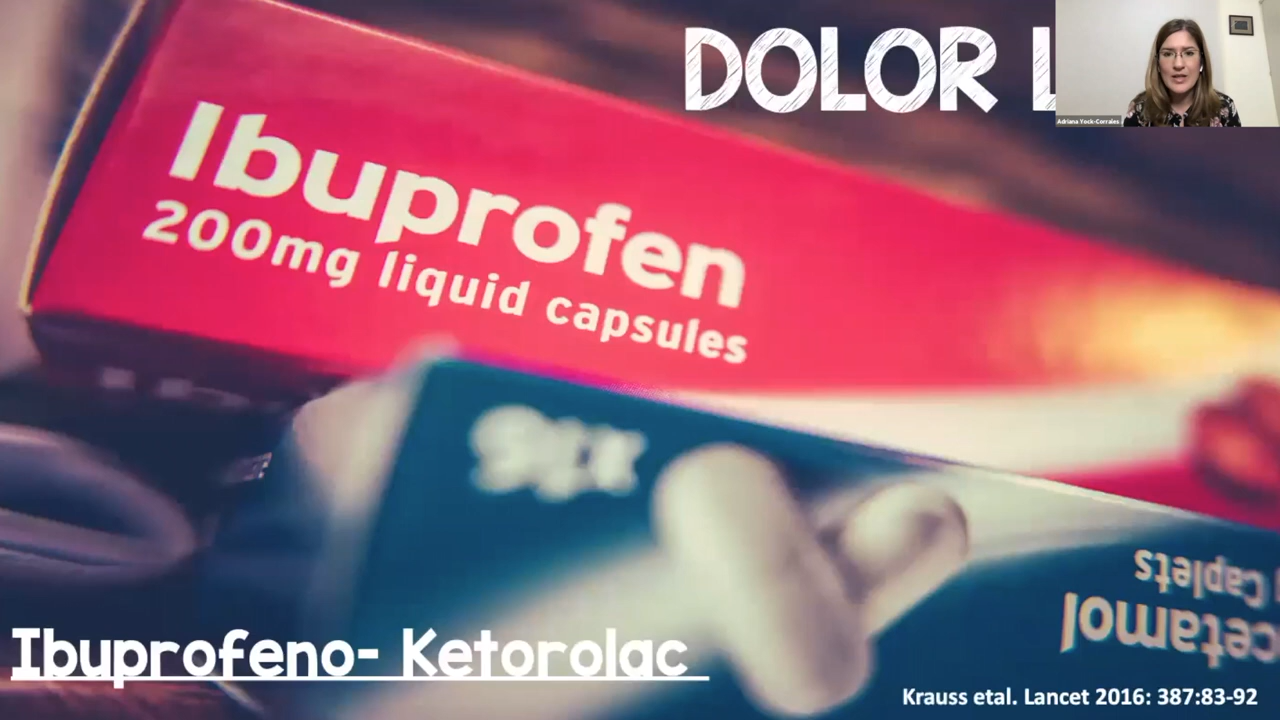 DOLOR L
Adriana Yock-Corrales
Ibuprofen
200mg liquid capsules
Caplets
cetamol
Ibuprofeno- Ketorolac
Krauss etal. Lancet 2016: 387:83-92